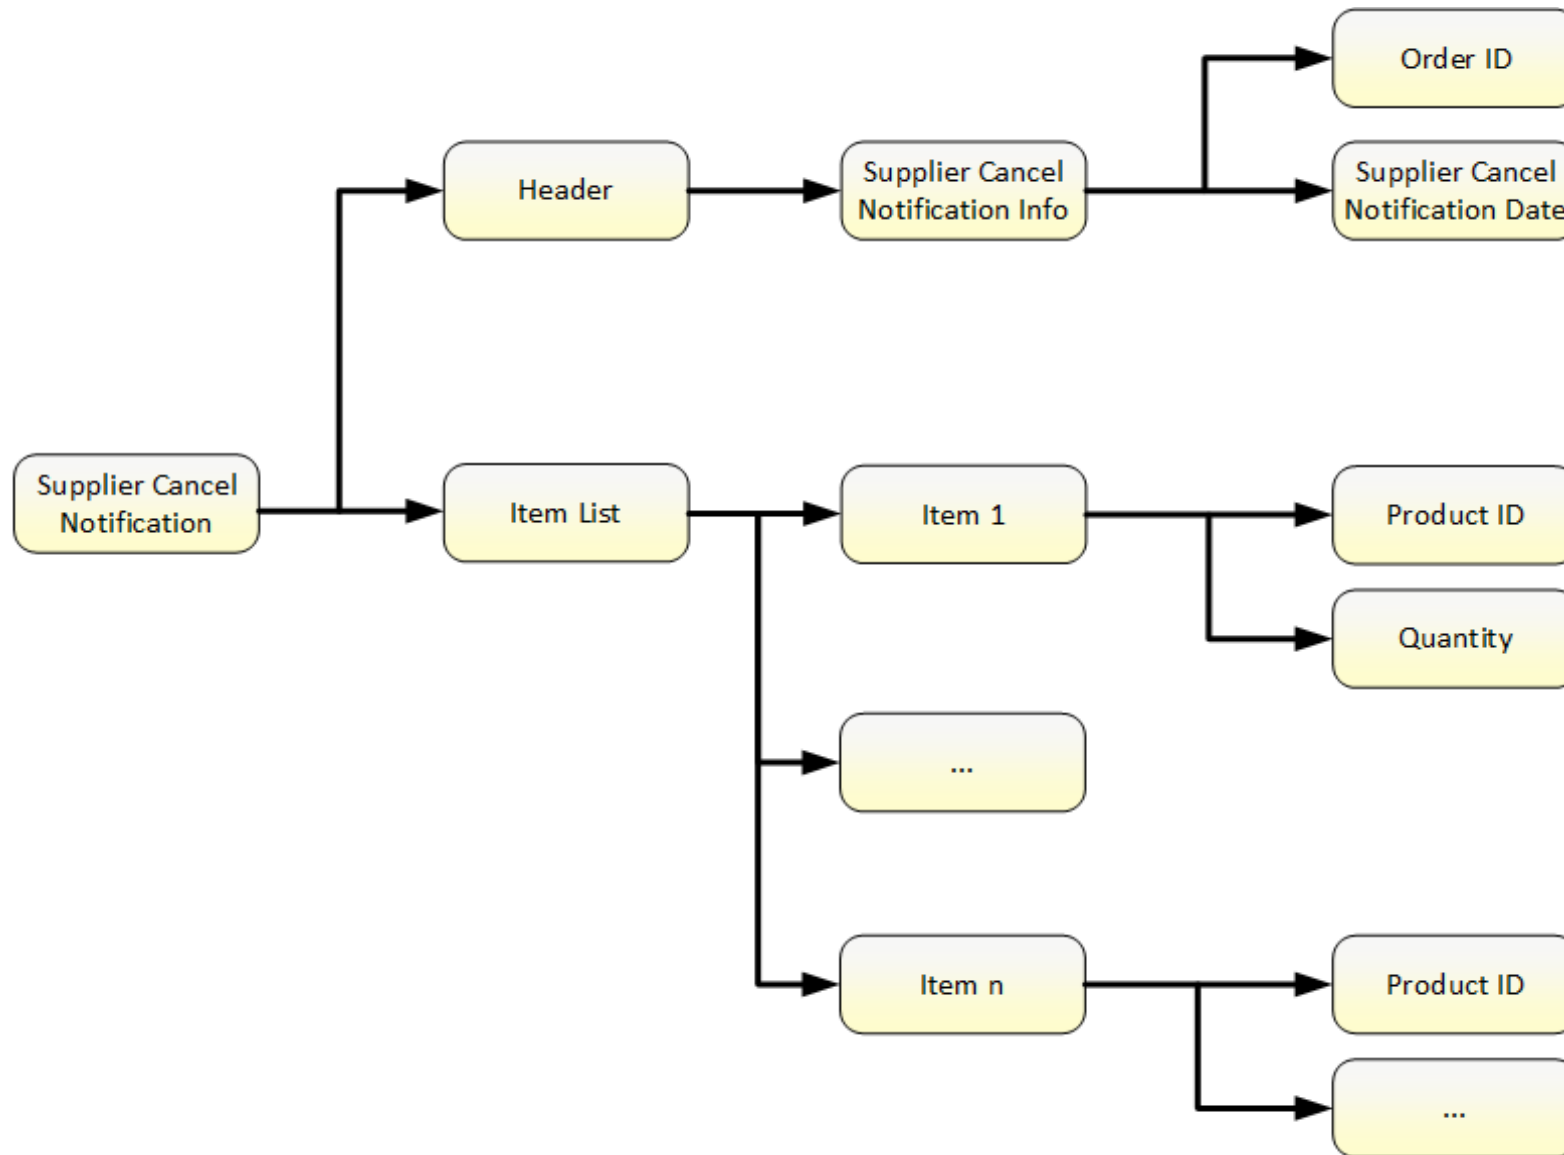 Order ID
Header
Supplier Cancel
Notification Info
Supplier Cancel
Notification Date
Supplier Cancel
Notification
Item List
Item 1
Product ID
Quantity
...
Item n
Product ID
...